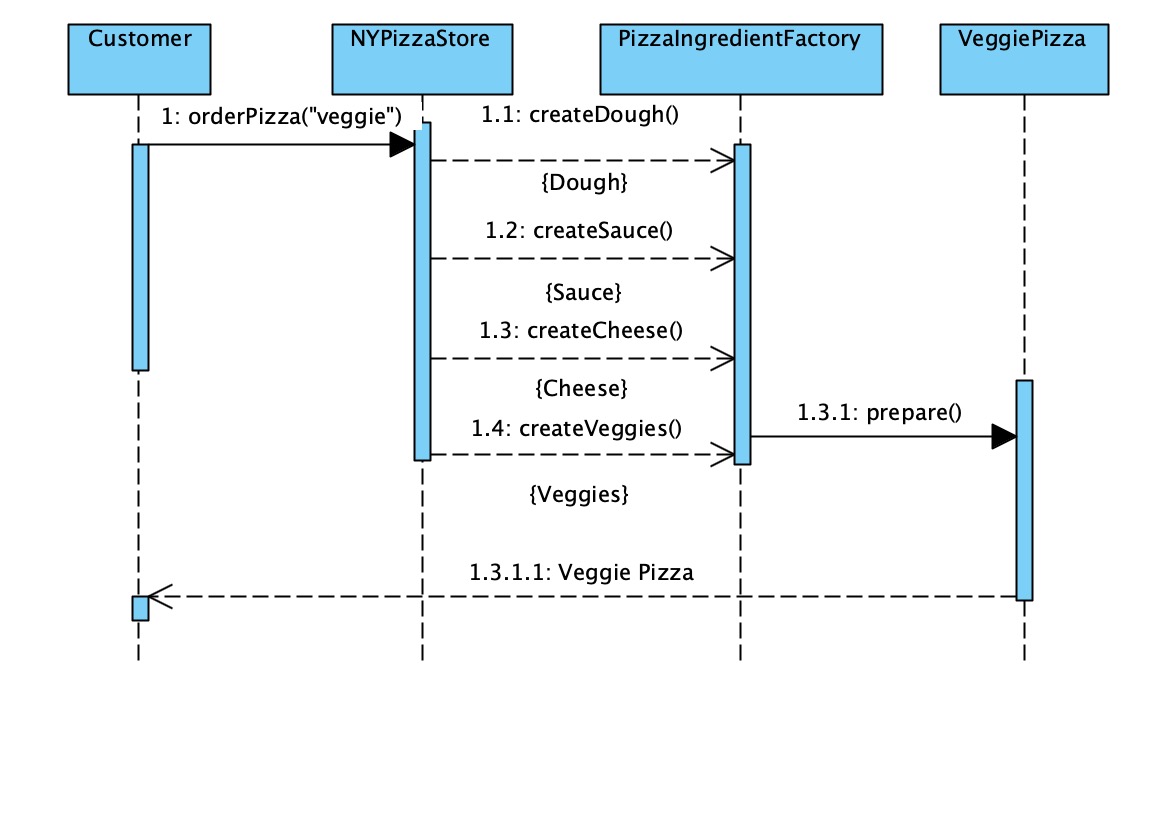 Customer
NYPizzaStore
PizzaIngredientFactory
VeggiePizza
1: orderPizza("veggie")
1.1: createDough()
{Dough}
1.2: createSauce()
{Sauce}
1.3: createCheese()
{Cheese}
1.3.1: prepare()
1.4: createVeggies()
{Veggies}
1.3.1.1: Veggie Pizza